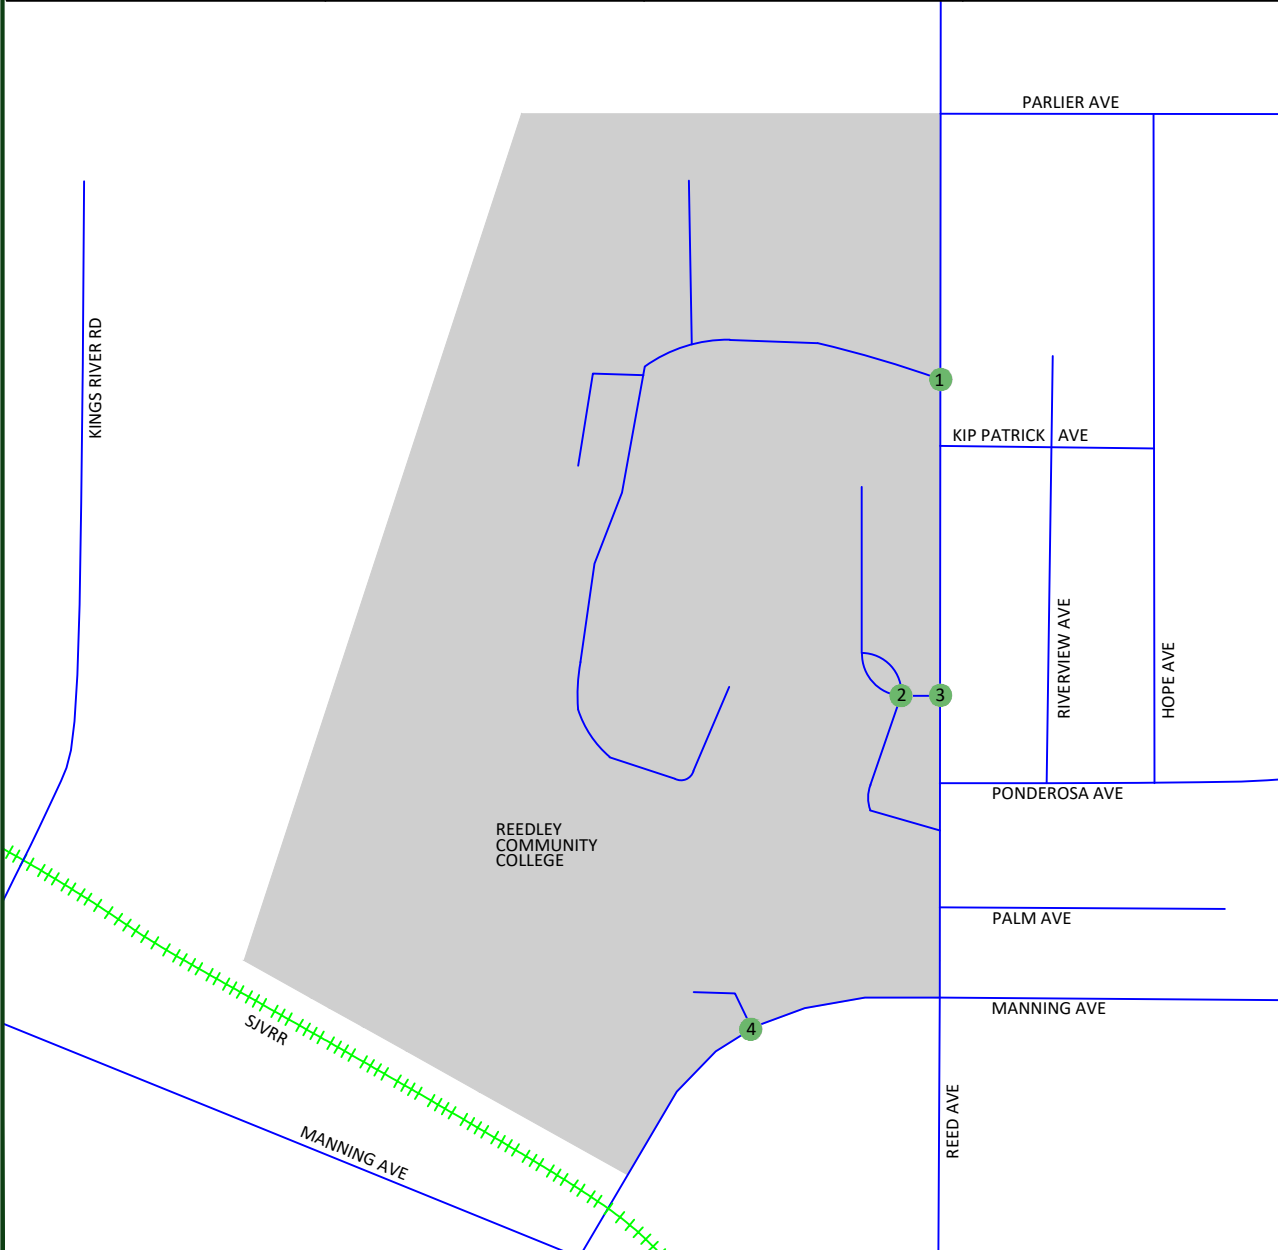 PARLIER AVE
KINGS RIVER RD
1
KIP PATRICK AVE
RIVERVIEW AVE
HOPE AVE
2
3
PONDEROSA AVE
REEDLEY
COMMUNITY
COLLEGE
PALM AVE
MANNING AVE
4
SJVRR
REED AVE
MANNING AVE